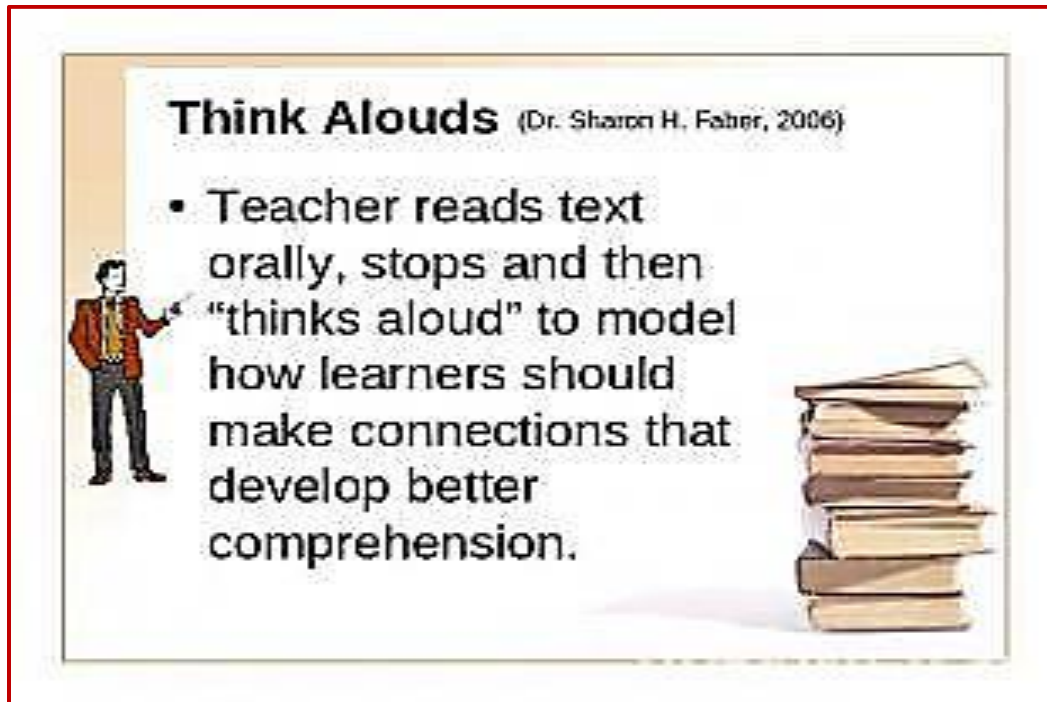 Think Alouds (Dr. Sharon H. Faber, 2006)
• Teacher reads text
orally, stops and then
“thinks aloud” to model
how learners should
make connections that
develop better
comprehension.